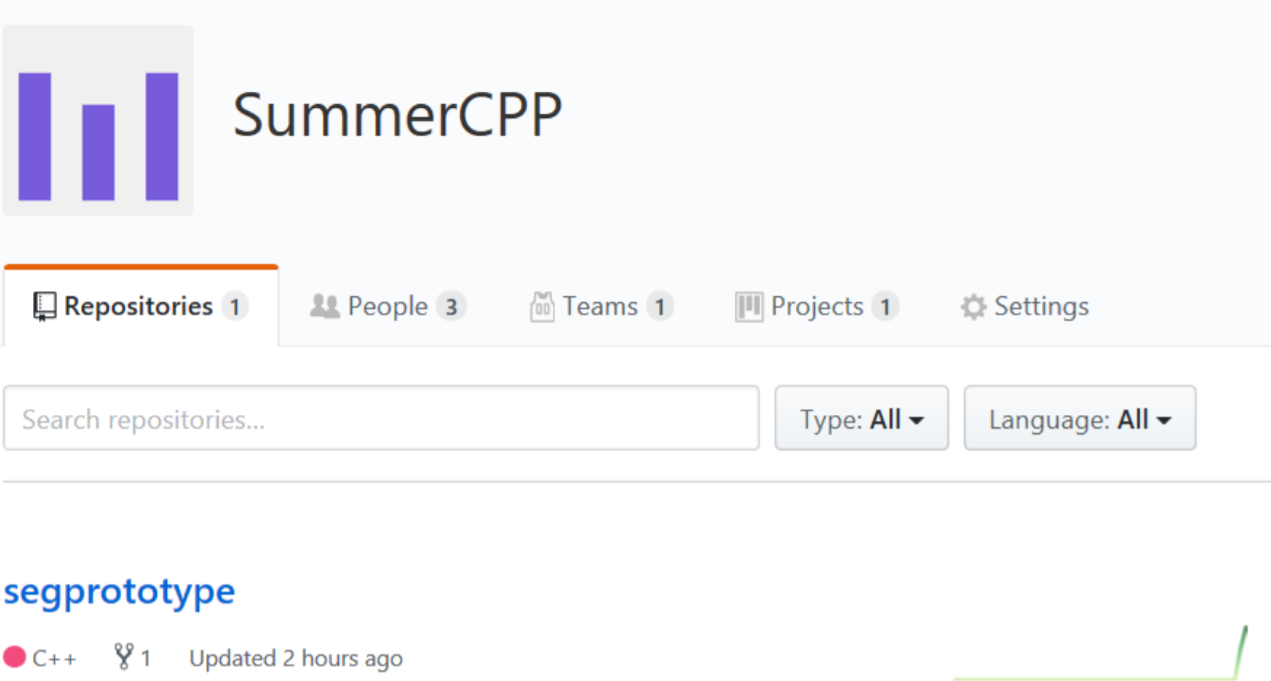 SummerCPP
Repositories 1 People 3 Teams 1 Projects 1 Settings
Search repositories... Type: All Language: All
segprototype
C++ 1 Updated 2 hours ago